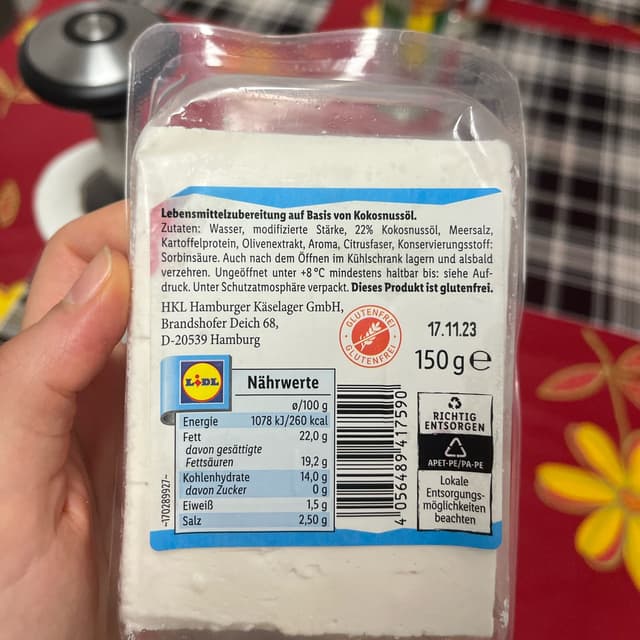 Lebensmittelzubereitung auf Basis von Kokosnussöl.
Zutaten: Wasser, modifizierte Stärke, 22% Kokosnussöl, Meersalz,
Kartoffelprotein, Olivenextrakt, Aroma, Citrusfaser, Konservierungsstoff:
Sorbinsäure. Auch nach dem Öffnen im Kühlschrank lagern und alsbald
verzehren. Ungeöffnet unter +8 °C mindestens haltbar bis: siehe Auf-
druck. Unter Schutzatmosphäre verpackt. Dieses Produkt ist glutenfrei.
HKL Hamburger Käselager GmbH,
Brandshofer Deich 68,
D-20539 Hamburg
GLUTENFREI
GLUTENFREI
17.11.23
150 g e
LIDL
Nährwerte
ø/100 g
Energie 1078 kJ/260 kcal
Fett 22,0 g
davon gesättigte
Fettsäuren 19,2 g
Kohlenhydrate 14,0 g
davon Zucker 0 g
Eiweiß 1,5 g
Salz 2,50 g
-170289927-
4 056489 417590
RICHTIG
ENTSORGEN
APET-PE/PA-PE
Lokale
Entsorgungs-
möglichkeiten
beachten